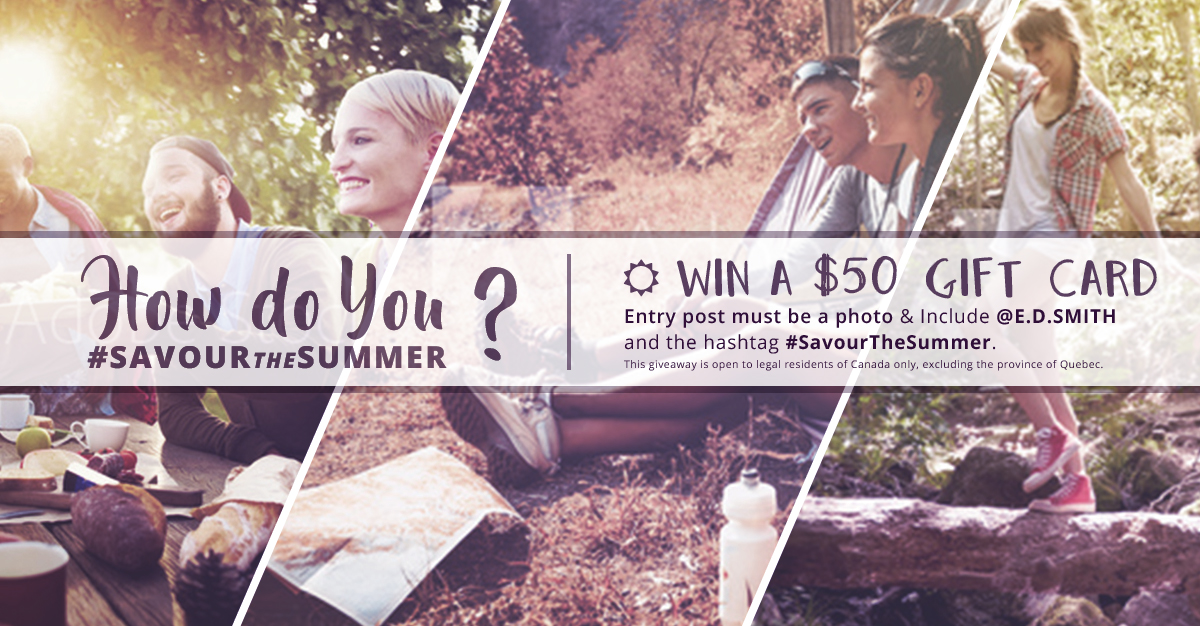 How do You ?
#SAVOURTHESUMMER
WIN A $50 GIFT CARD
Entry post must be a photo & Include @E.D.SMITH
and the hashtag #SavourTheSummer.
This giveaway is open to legal residents of Canada only, excluding the province of Quebec.